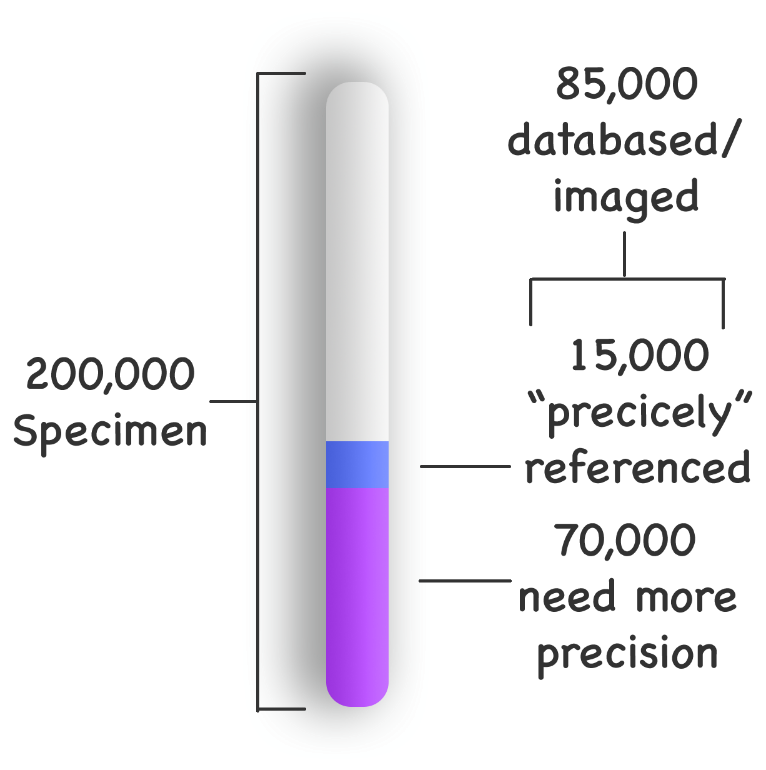 85,000
databased/
imaged
200,000
Specimen
15,000
“precicely”
referenced
70,000
need more
precision